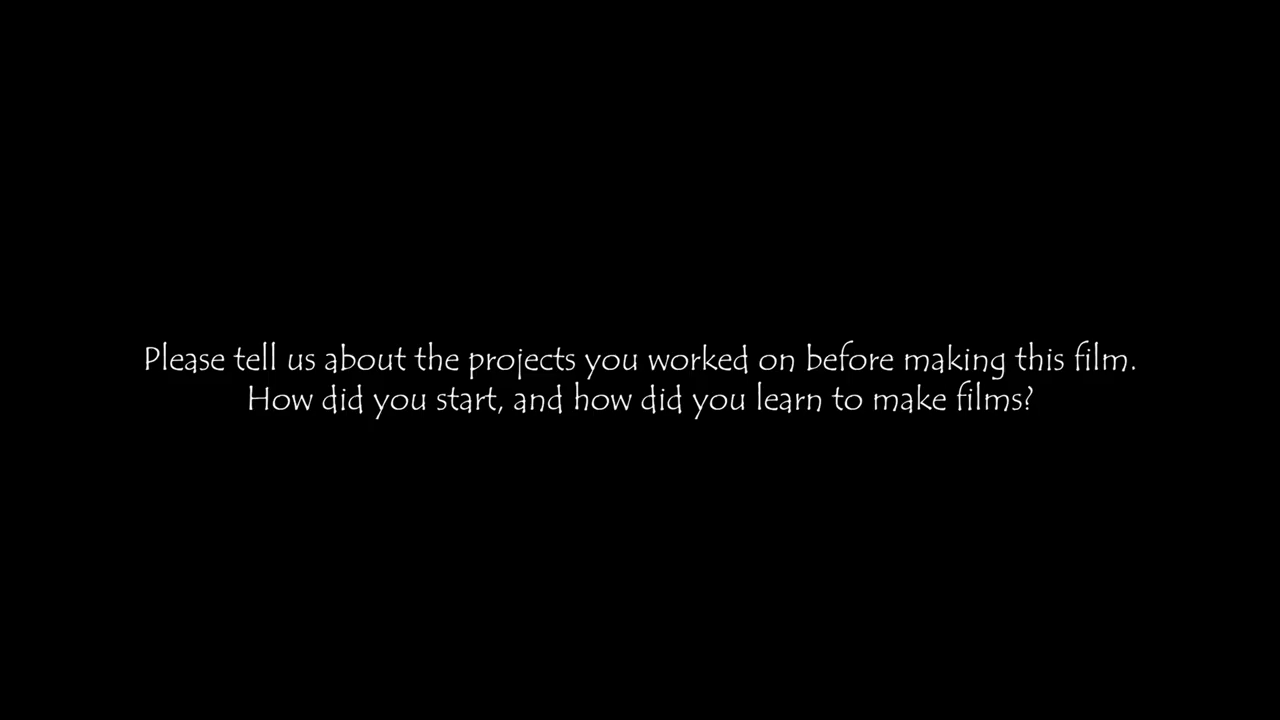 Please tell us about the projects you worked on before making this film.
How did you start, and how did you learn to make films?